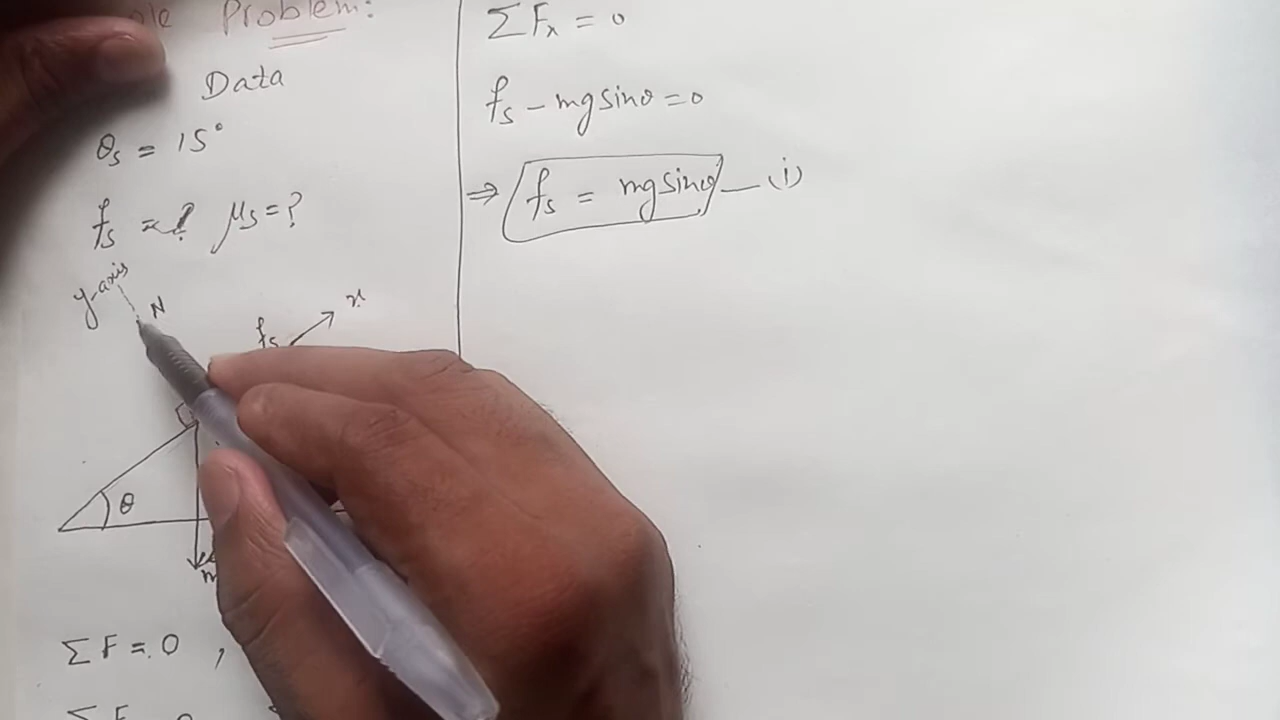 Problem:
Data
θs = 15°
fs = ? μs = ?
y-axis
N
fs
x
θ
m
ΣF = 0 ,
ΣFx = 0
fs - mg sinθ = 0
⇒ fs = mg sinθ — (i)